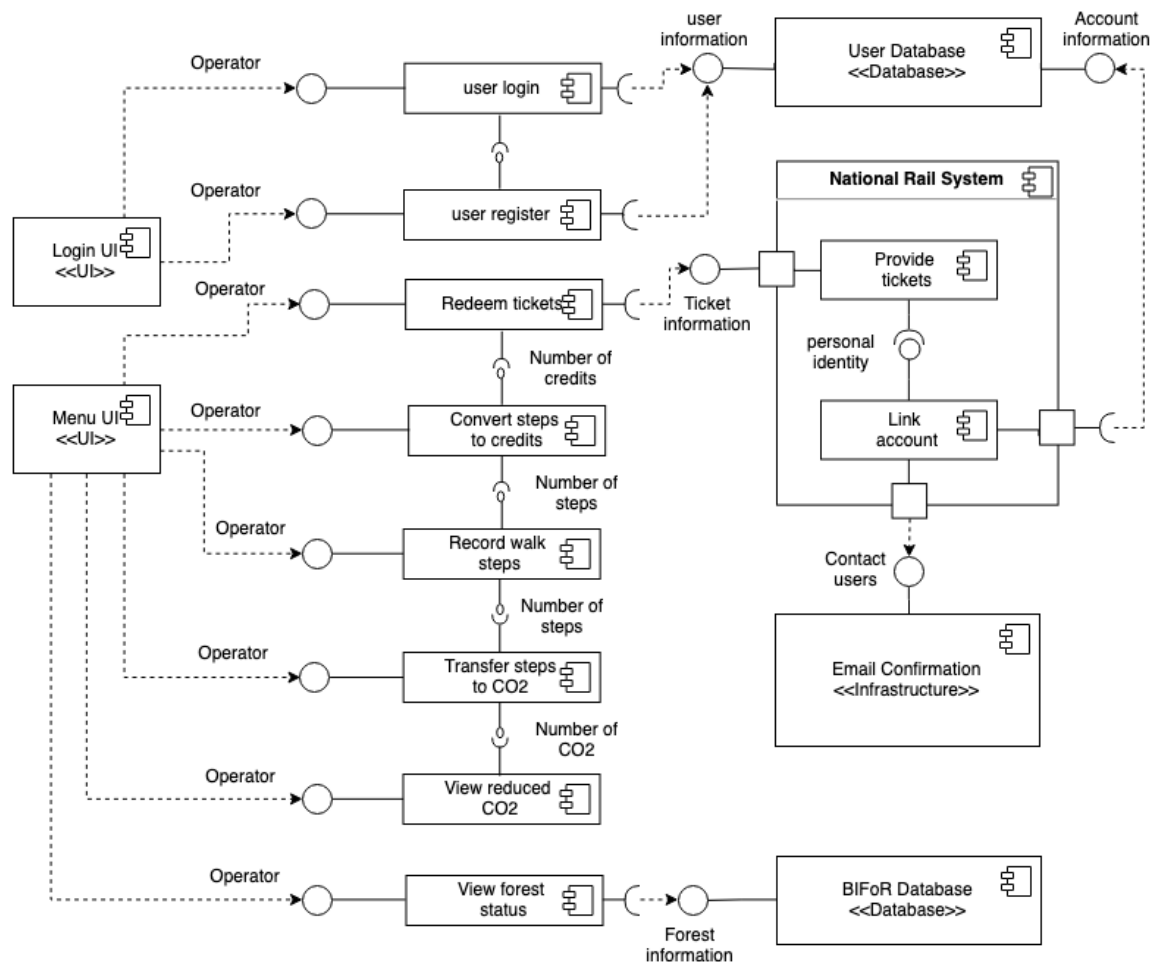 user
information
Account
information
Operator
user login
User Database
<<Database>>
Operator
user register
National Rail System
Login UI
<<UI>>
Operator
Redeem tickets
Ticket
information
Provide
tickets
Number of
credits
personal
identity
Menu UI
<<UI>>
Operator
Convert steps
to credits
Link
account
Number of
steps
Operator
Record walk
steps
Contact
users
Number of
steps
Operator
Transfer steps
to CO2
Email Confirmation
<<Infrastructure>>
Number of
CO2
Operator
View reduced
CO2
Operator
View forest
status
Forest
information
BIFoR Database
<<Database>>